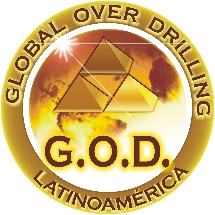 GLOBAL OVER DRILLING
G.O.D.
LATINOAMÉRICA